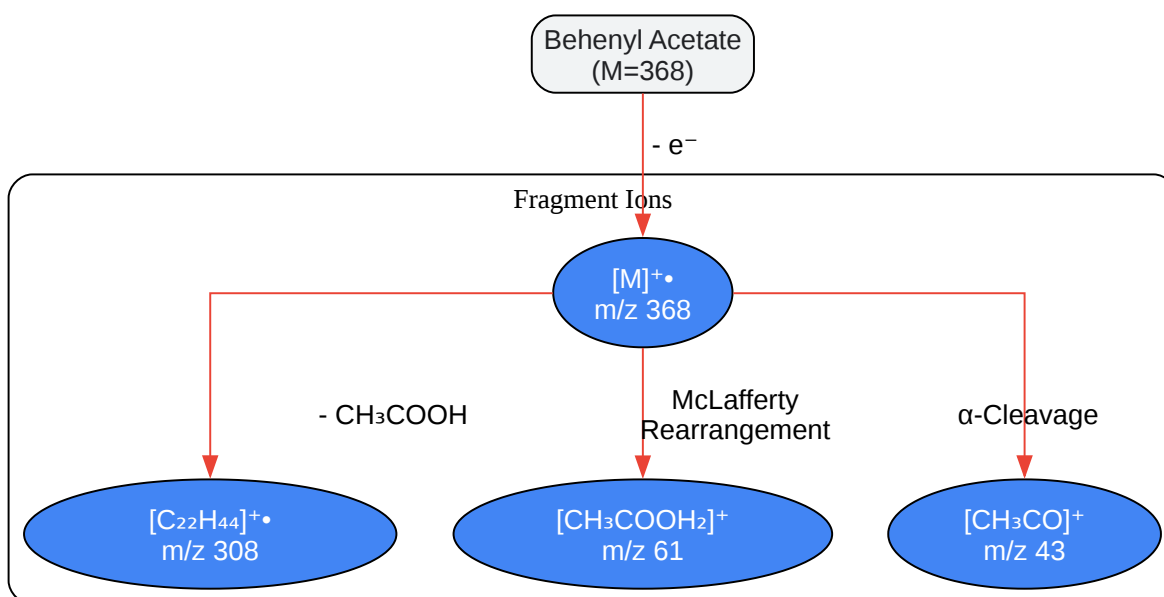 Behenyl Acetate
(M=368)
- e⁻
Fragment Ions
[M]⁺•
m/z 368
- CH₃COOH
McLafferty
Rearrangement
α-Cleavage
[C₂₂H₄₄]⁺•
m/z 308
[CH₃COOH₂]⁺
m/z 61
[CH₃CO]⁺
m/z 43